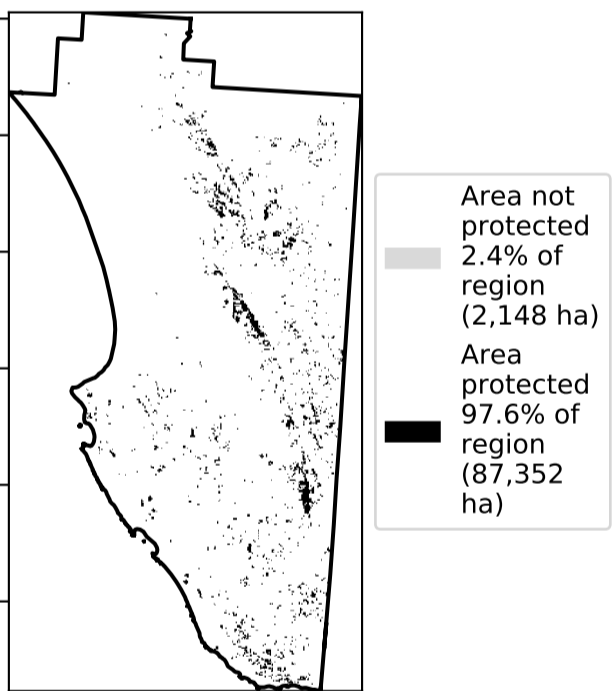 Area not
protected
2.4% of
region
(2,148 ha)
Area
protected
97.6% of
region
(87,352
ha)